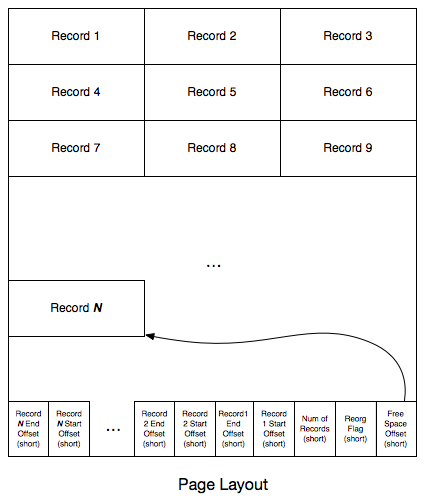 Record 1
Record 2
Record 3
Record 4
Record 5
Record 6
Record 7
Record 8
Record 9
...
Record N
Record
N End
Offset
(short)
Record
N Start
Offset
(short)
...
Record
2 End
Offset
(short)
Record
2 Start
Offset
(short)
Record1
End
Offset
(short)
Record
1 Start
Offset
(short)
Num of
Records
(short)
Reorg
Flag
(short)
Free
Space
Offset
(short)
Page Layout